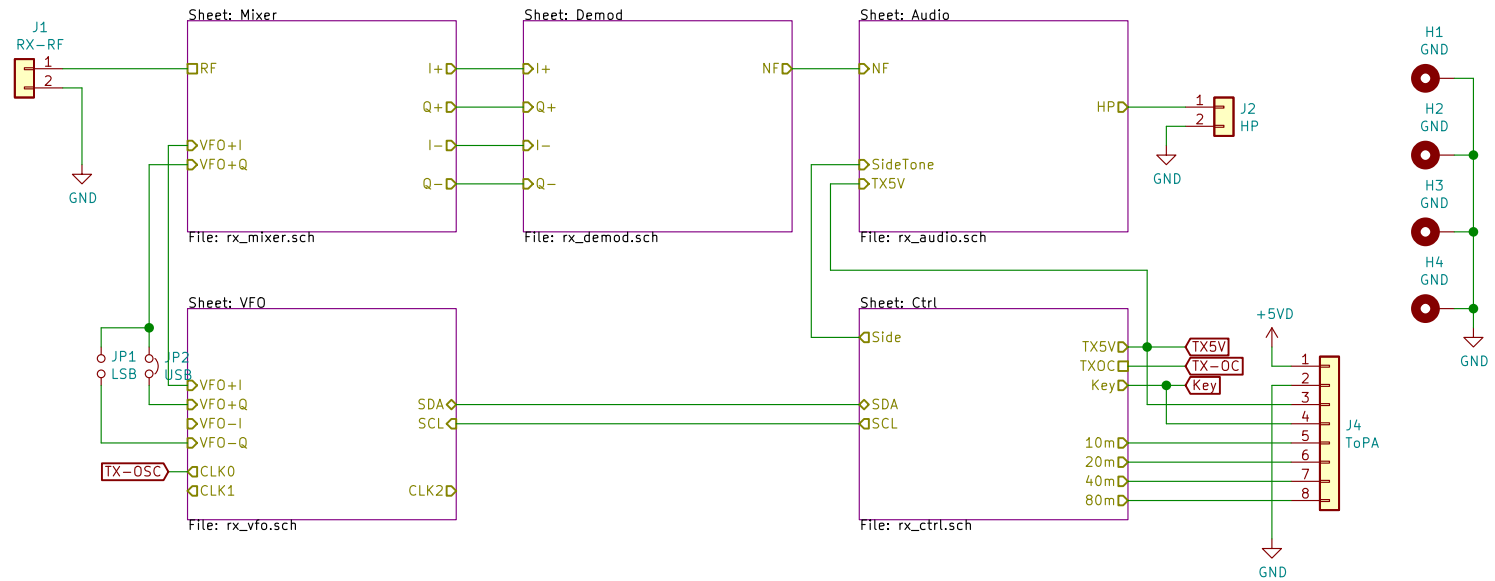 Sheet: Mixer
Sheet: Demod
Sheet: Audio
J1
RX-RF
1
2
GND
RF
VFO+I
VFO+Q
I+
Q+
I-
Q-
File: rx_mixer.sch
I+
Q+
I-
Q-
NF
File: rx_demod.sch
NF
SideTone
TX5V
HP
File: rx_audio.sch
1
2
J2
HP
GND
H1
GND
H2
GND
H3
GND
H4
GND
GND
Sheet: VFO
JP1
LSB
JP2
USB
VFO+I
VFO+Q
VFO-I
VFO-Q
TX-OSC
CLK0
CLK1
SDA
SCL
CLK2
File: rx_vfo.sch
Sheet: Ctrl
Side
SDA
SCL
TX5V
TXOC
Key
10m
20m
40m
80m
File: rx_ctrl.sch
TX5V
TX-OC
Key
+5VD
1
2
3
4
5
6
7
8
J4
ToPA
GND